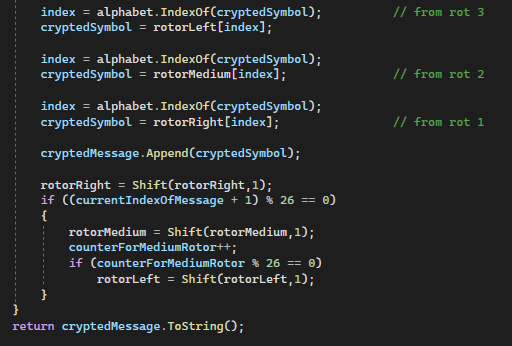 index = alphabet.IndexOf(cryptedSymbol); // from rot 3
cryptedSymbol = rotorLeft[index];
index = alphabet.IndexOf(cryptedSymbol);
cryptedSymbol = rotorMedium[index]; // from rot 2
index = alphabet.IndexOf(cryptedSymbol);
cryptedSymbol = rotorRight[index]; // from rot 1
cryptedMessage.Append(cryptedSymbol);
rotorRight = Shift(rotorRight,1);
if ((currentIndexOfMessage + 1) % 26 == 0)
{
rotorMedium = Shift(rotorMedium,1);
counterForMediumRotor++;
if (counterForMediumRotor % 26 == 0)
rotorLeft = Shift(rotorLeft,1);
}
}
return cryptedMessage.ToString();